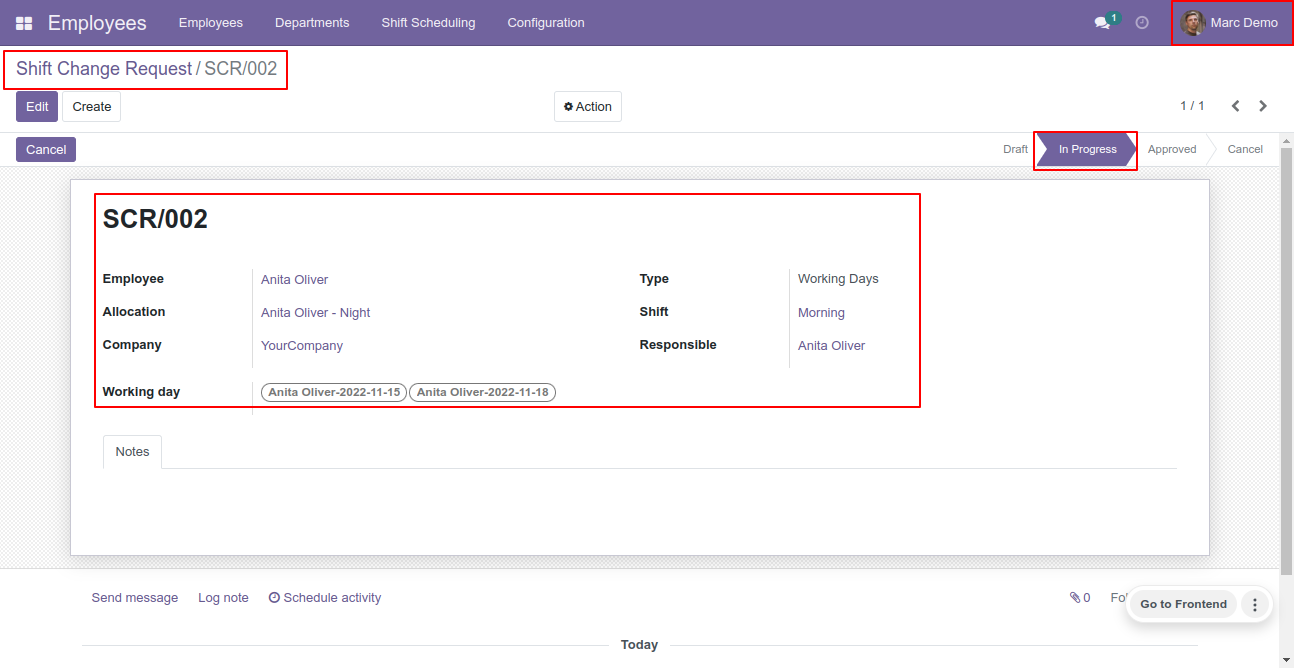 Employees Employees Departments Shift Scheduling Configuration 1 Marc Demo
Shift Change Request / SCR/002
Edit Create Action 1 / 1
Cancel Draft In Progress Approved Cancel
SCR/002
Employee Anita Oliver Type Working Days
Allocation Anita Oliver - Night Shift Morning
Company YourCompany Responsible Anita Oliver
Working day Anita Oliver-2022-11-15 Anita Oliver-2022-11-18
Notes
Send message Log note Schedule activity 0 Go to Frontend
Today